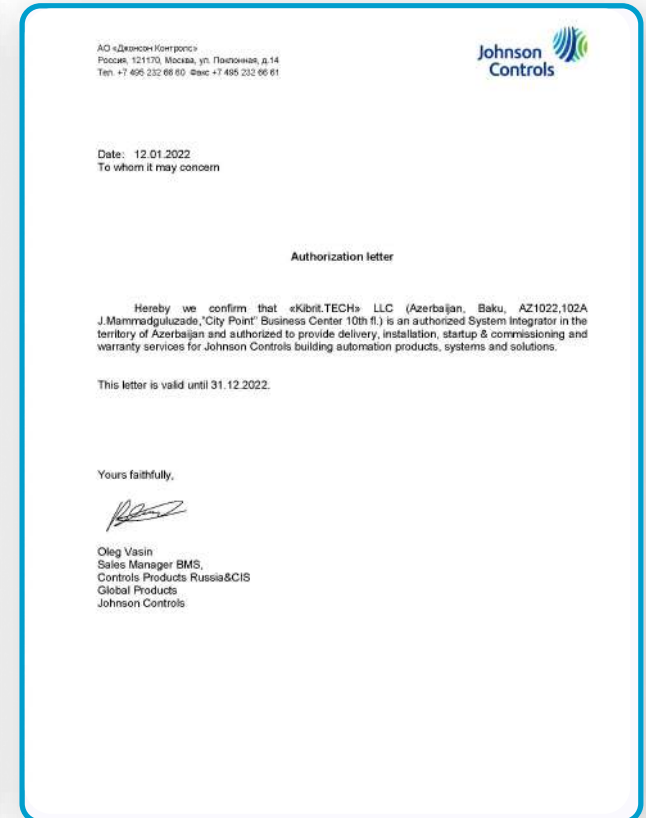 АО «Джонсон Контролс»
Россия, 121170, Москва, ул. Поклонная, д.14
Тел. +7 495 232 66 60 Факс +7 495 232 66 61
Johnson
Controls
Date: 12.01.2022
To whom it may concern
Authorization letter
Hereby we confirm that «Kibrit.TECH» LLC (Azerbaijan, Baku, AZ1022,102A
J.Mammadguluzade,"City Point" Business Center 10th fl.) is an authorized System Integrator in the
territory of Azerbaijan and authorized to provide delivery, installation, startup & commissioning and
warranty services for Johnson Controls building automation products, systems and solutions.
This letter is valid until 31.12.2022.
Yours faithfully,
Oleg Vasin
Sales Manager BMS,
Controls Products Russia&CIS
Global Products
Johnson Controls